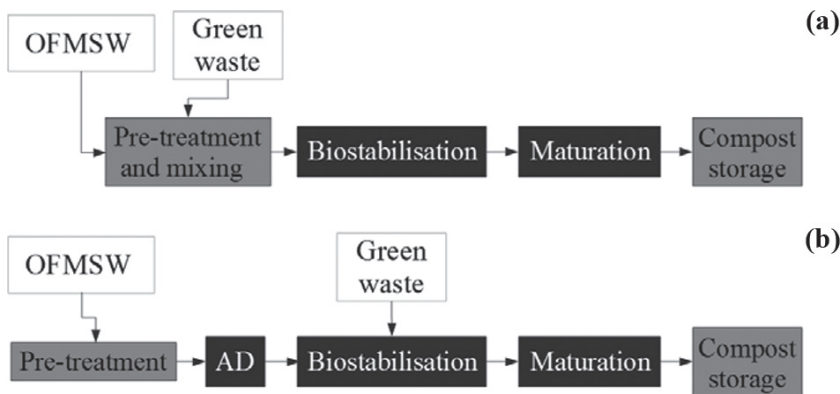 (a)
OFMSW
Green
waste
Pre-treatment
and mixing
Biostabilisation
Maturation
Compost
storage
(b)
OFMSW
Green
waste
Pre-treatment
AD
Biostabilisation
Maturation
Compost
storage